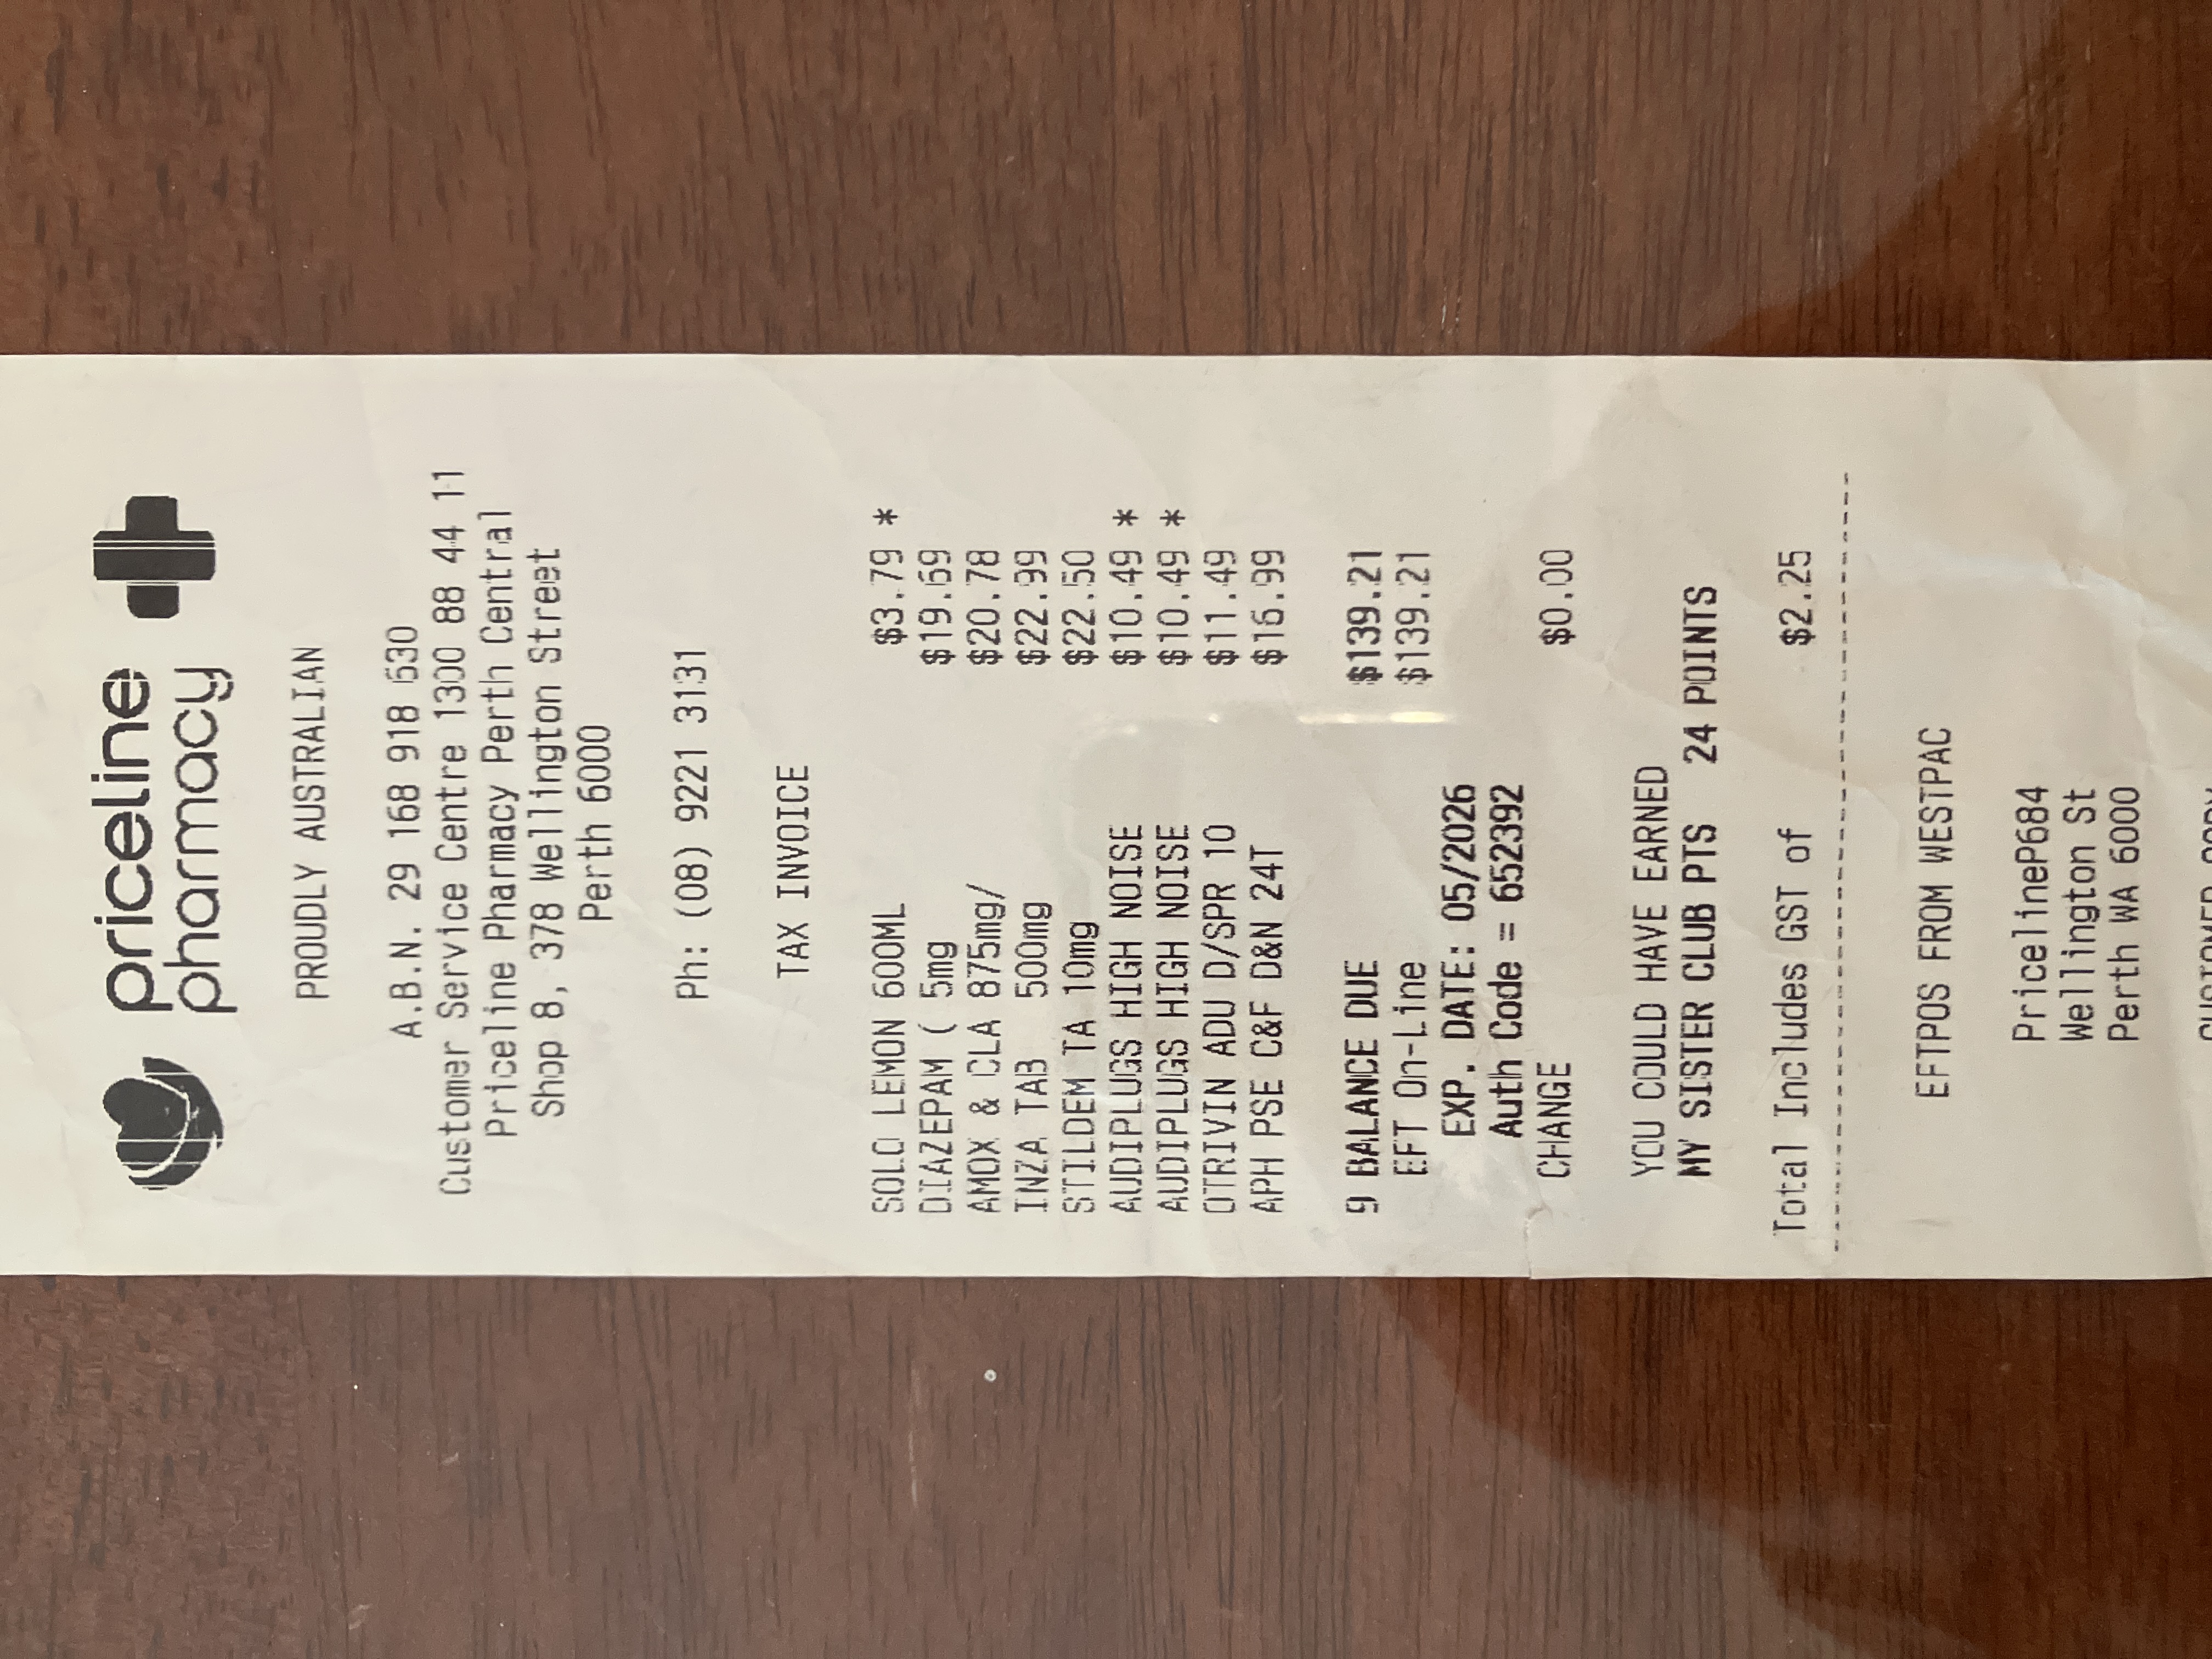 priceline
pharmacy
PROUDLY AUSTRALIAN
A.B.N. 29 168 918 630
Customer Service Centre 1300 88 44 11
Priceline Pharmacy Perth Central
Shop 8, 378 Wellington Street
Perth 6000
Ph: (08) 9221 3131
TAX INVOICE
SOLO LEMON 600ML $3.79 *
DIAZEPAM ( 5mg $19.69
AMOX & CLA 875mg/ $20.78
INZA TAB 500mg $22.99
STILDEM TA 10mg $22.50
AUDIPLUGS HIGH NOISE $10.49 *
AUDIPLUGS HIGH NOISE $10.49 *
OTRIVIN ADU D/SPR 10 $11.49
APH PSE C&F D&N 24T $16.99
9 BALANCE DUE $139.21
EFT On-Line $139.21
EXP. DATE: 05/2026
Auth Code = 652392
CHANGE $0.00
YOU COULD HAVE EARNED
MY SISTER CLUB PTS 24 POINTS
Total Includes GST of $2.25
EFTPOS FROM WESTPAC
PricelineP684
Wellington St
Perth WA 6000
CUSTOMER COPY